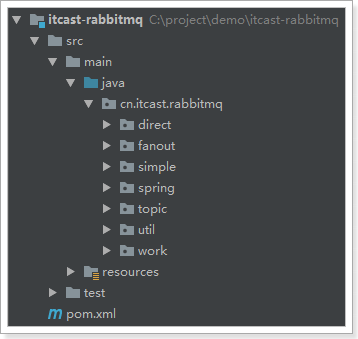 itcast-rabbitmq C:\project\demo\itcast-rabbitmq
src
main
java
cn.itcast.rabbitmq
direct
fanout
simple
spring
topic
util
work
resources
test
m pom.xml